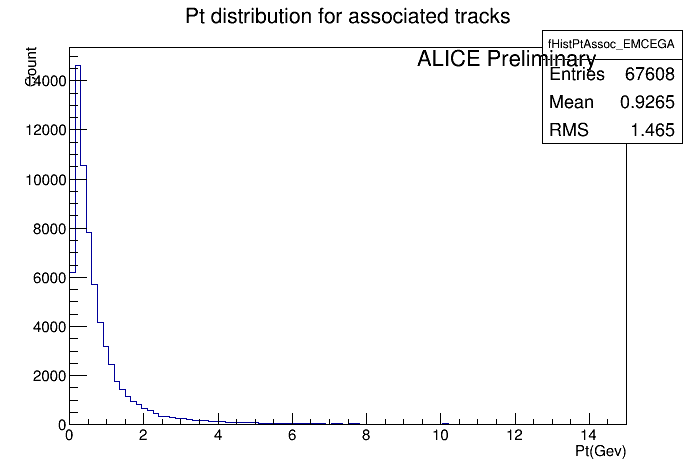 Pt distribution for associated tracks
ALICE Preliminary
fHistPtAssoc_EMCEGA
Entries 67608
Mean 0.9265
RMS 1.465
Count
14000
12000
10000
8000
6000
4000
2000
0
0 2 4 6 8 10 12 14
Pt(Gev)